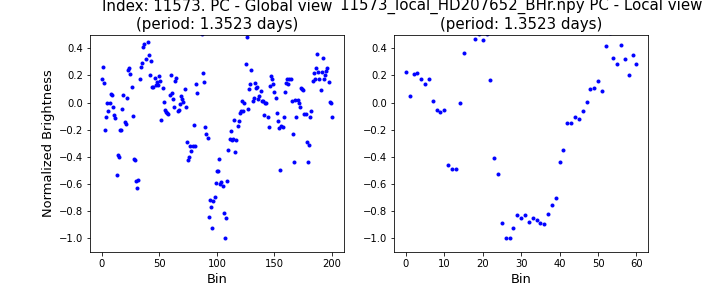 Index: 11573. PC - Global view
(period: 1.3523 days)
11573_local_HD207652_BHr.npy PC - Local view
(period: 1.3523 days)
Normalized Brightness
0.4
0.2
0.0
−0.2
−0.4
−0.6
−0.8
−1.0
0 50 100 150 200
Bin
0.4
0.2
0.0
−0.2
−0.4
−0.6
−0.8
−1.0
0 10 20 30 40 50 60
Bin